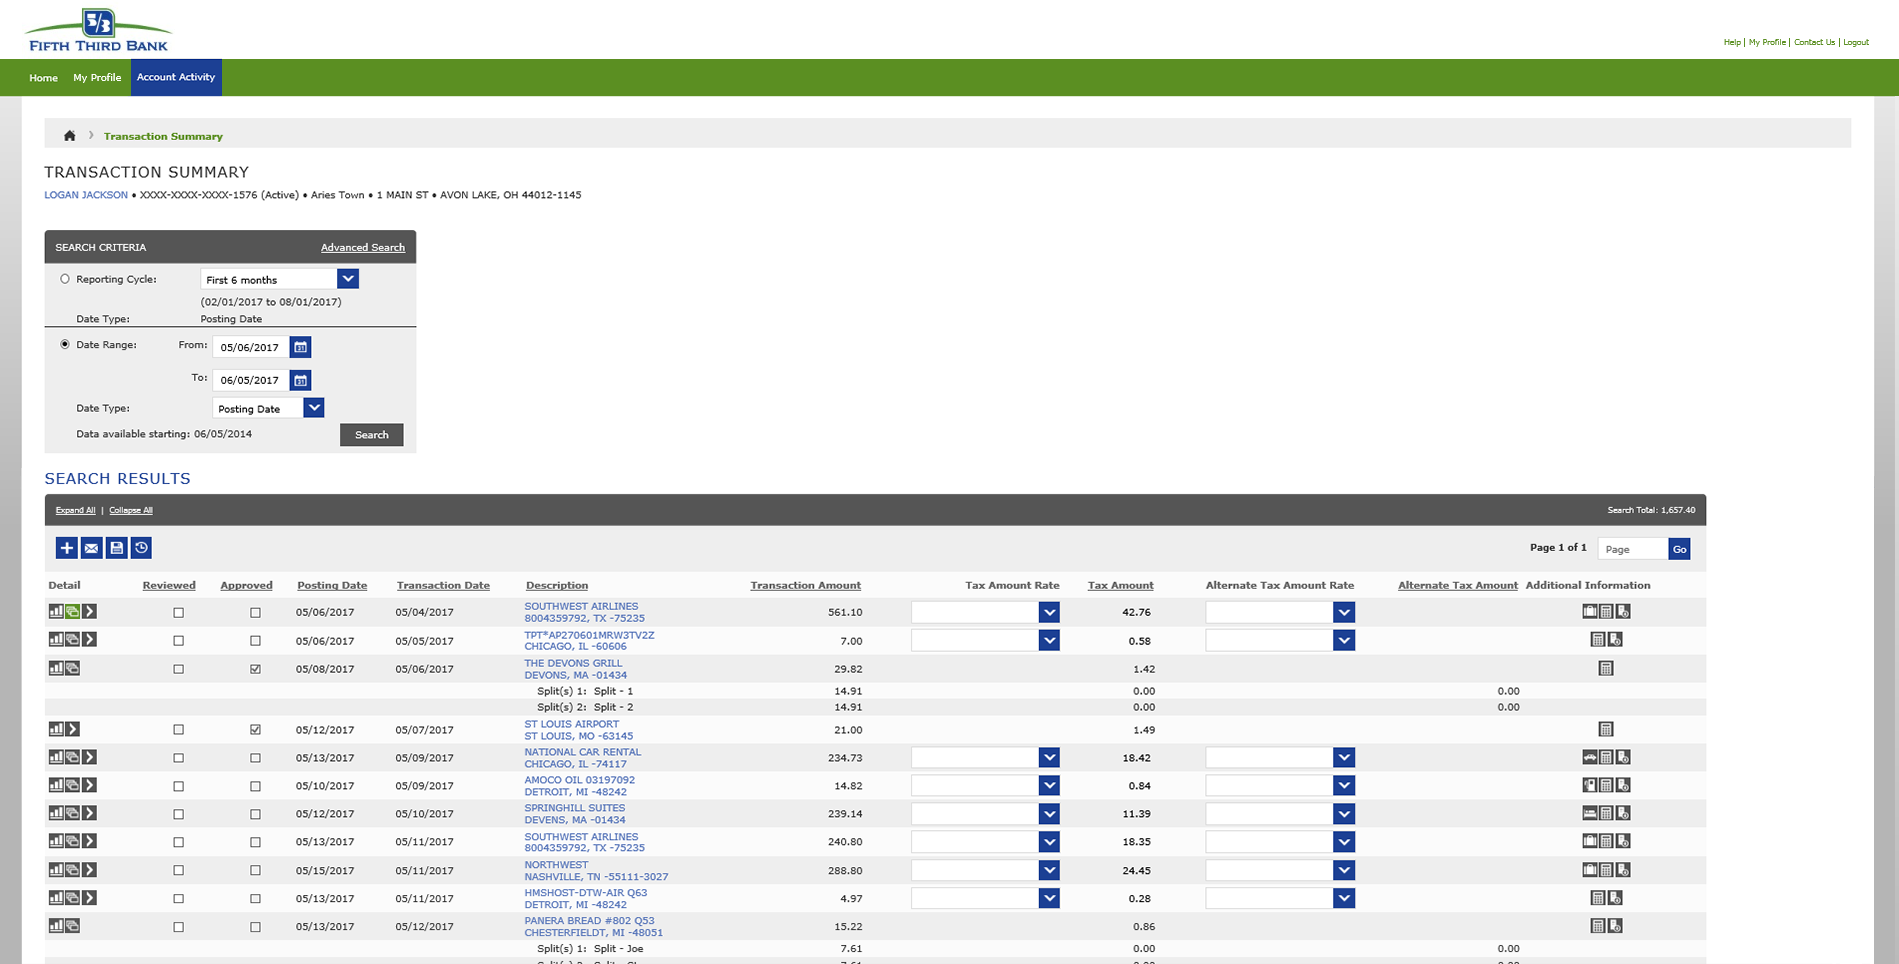 5/3
FIFTH THIRD BANK
Help | My Profile | Contact Us | Logout
Home My Profile Account Activity
Transaction Summary
TRANSACTION SUMMARY
LOGAN JACKSON • XXXX-XXXX-XXXX-1576 (Active) • Aries Town • 1 MAIN ST • AVON LAKE, OH 44012-1145
SEARCH CRITERIA Advanced Search
Reporting Cycle: First 6 months
(02/01/2017 to 08/01/2017)
Date Type: Posting Date
Date Range: From: 05/06/2017
To: 06/05/2017
Date Type: Posting Date
Data available starting: 06/05/2014 Search
SEARCH RESULTS
Expand All | Collapse All Search Total: 1,657.40
Page 1 of 1 Page Go
Detail Reviewed Approved Posting Date Transaction Date Description Transaction Amount Tax Amount Rate Tax Amount Alternate Tax Amount Rate Alternate Tax Amount Additional Information
05/06/2017 05/04/2017 SOUTHWEST AIRLINES 561.10 42.76
8004359792, TX -75235
05/06/2017 05/05/2017 TPT*AP270601MRW3TV2Z 7.00 0.58
CHICAGO, IL -60606
05/08/2017 05/06/2017 THE DEVONS GRILL 29.82 1.42
DEVONS, MA -01434
Split(s) 1: Split - 1 14.91 0.00 0.00
Split(s) 2: Split - 2 14.91 0.00 0.00
05/12/2017 05/07/2017 ST LOUIS AIRPORT 21.00 1.49
ST LOUIS, MO -63145
05/13/2017 05/09/2017 NATIONAL CAR RENTAL 234.73 18.42
CHICAGO, IL -74117
05/10/2017 05/09/2017 AMOCO OIL 03197092 14.82 0.84
DETROIT, MI -48242
05/12/2017 05/10/2017 SPRINGHILL SUITES 239.14 11.39
DEVENS, MA -01434
05/13/2017 05/11/2017 SOUTHWEST AIRLINES 240.80 18.35
8004359792, TX -75235
05/15/2017 05/11/2017 NORTHWEST 288.80 24.45
NASHVILLE, TN -55111-3027
05/13/2017 05/11/2017 HMSHOST-DTW-AIR Q63 4.97 0.28
DETROIT, MI -48242
05/13/2017 05/12/2017 PANERA BREAD #802 Q53 15.22 0.86
CHESTERFIELDT, MI -48051
Split(s) 1: Split - Joe 7.61 0.00 0.00